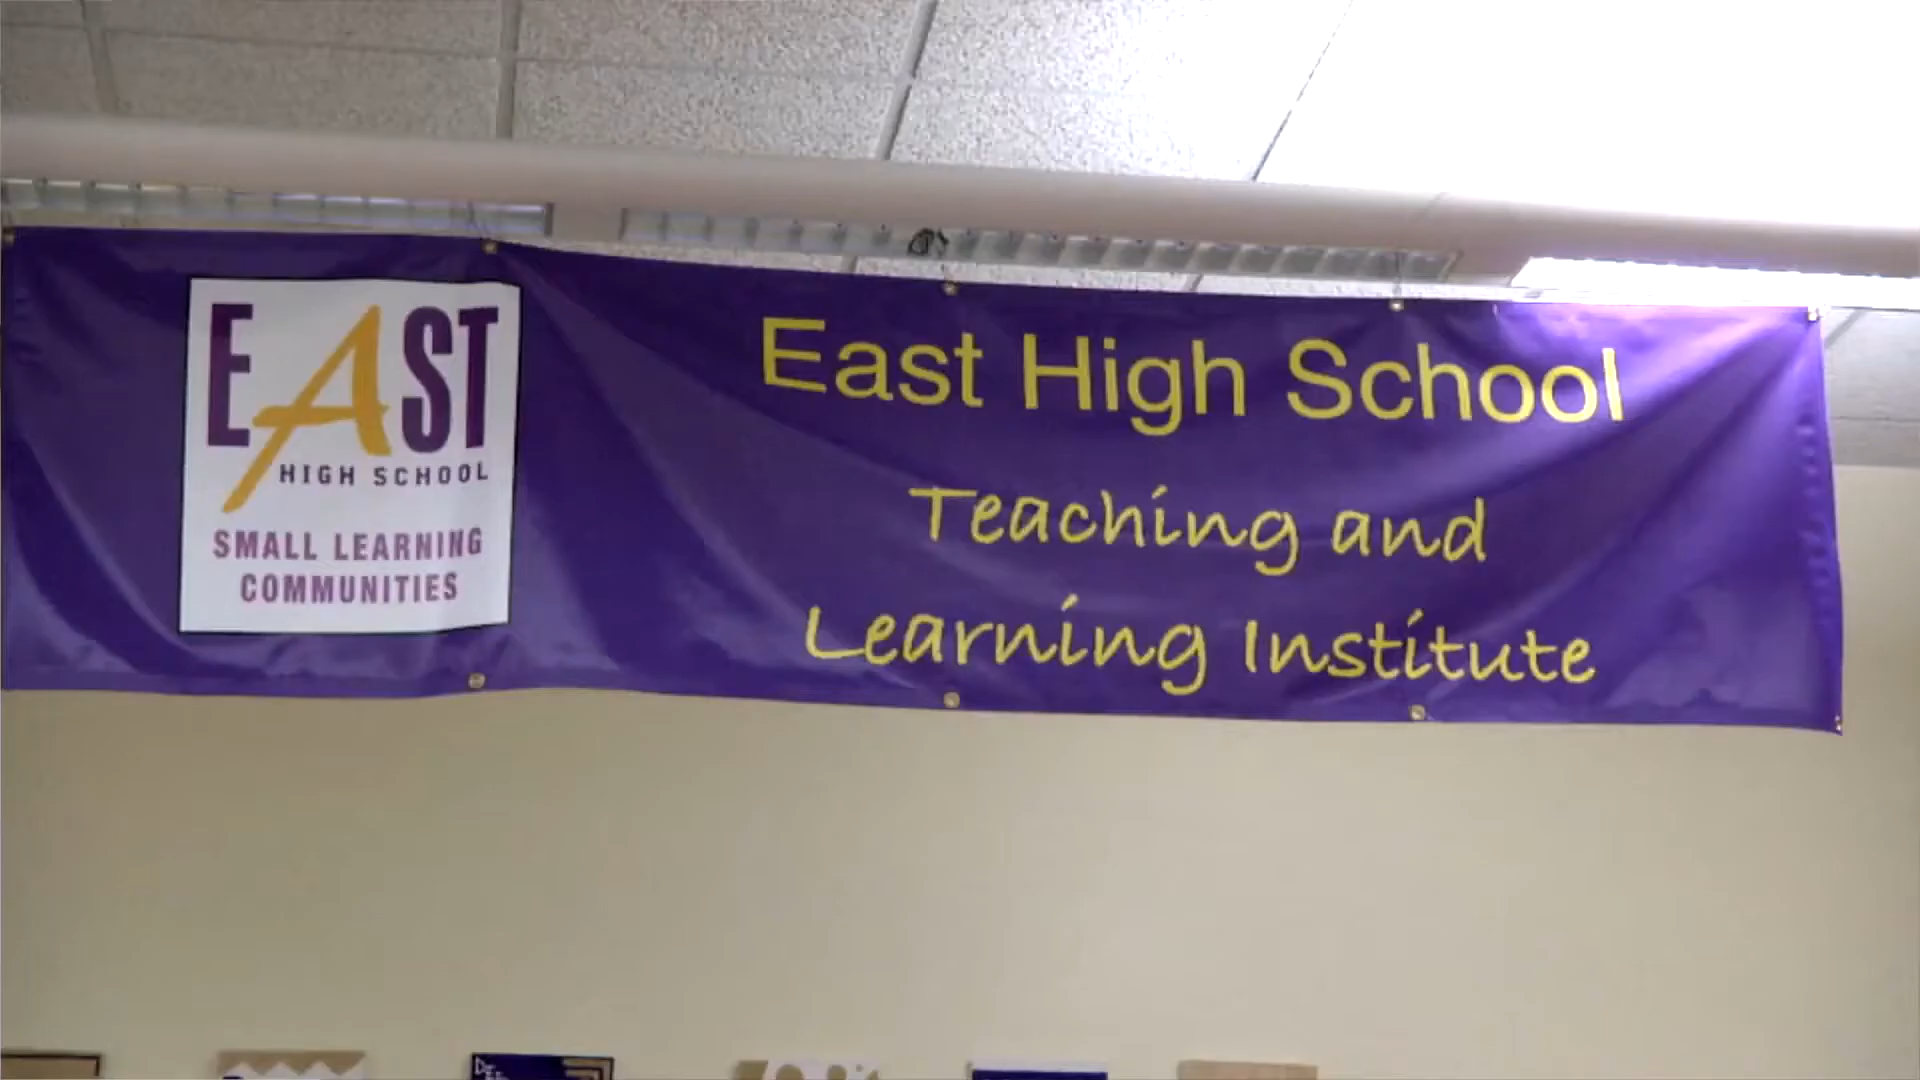 EAST
HIGH SCHOOL
SMALL LEARNING
COMMUNITIES
East High School
Teaching and
Learning Institute